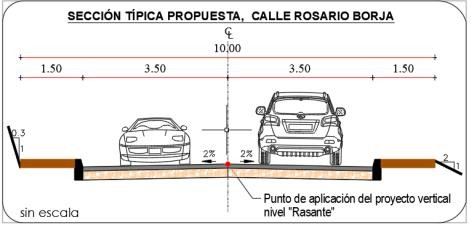 SECCIÓN TÍPICA PROPUESTA, CALLE ROSARIO BORJA
CL
10.00
1.50 3.50 3.50 1.50
0.3
1
2% 2%
2
1
Punto de aplicación del proyecto vertical
nivel "Rasante"
sin escala